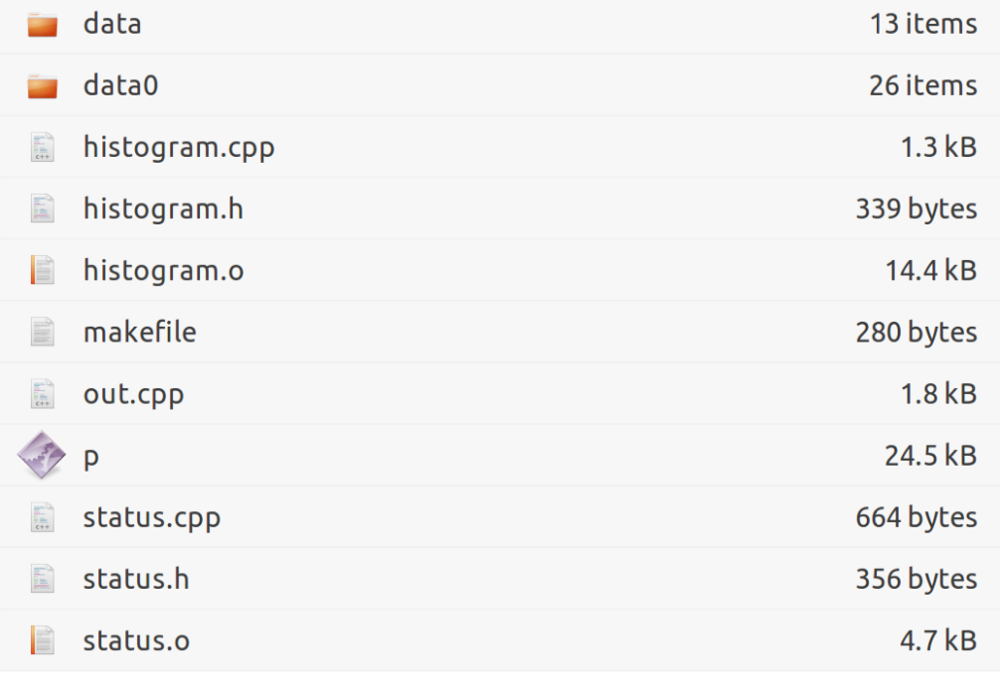 data 13 items
data0 26 items
histogram.cpp 1.3 kB
histogram.h 339 bytes
histogram.o 14.4 kB
makefile 280 bytes
out.cpp 1.8 kB
p 24.5 kB
status.cpp 664 bytes
status.h 356 bytes
status.o 4.7 kB